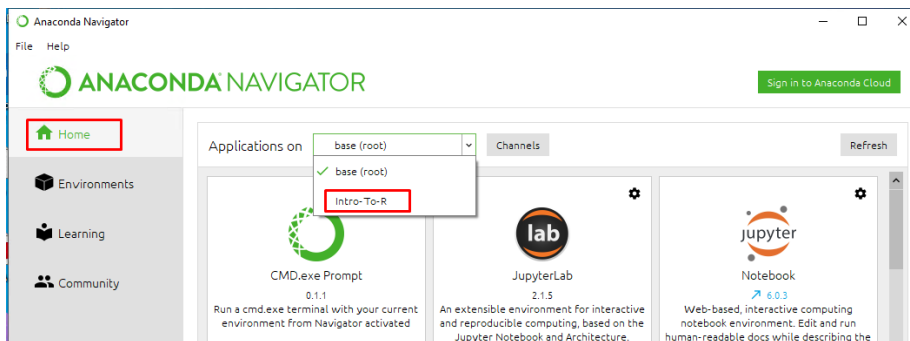 Anaconda Navigator
File Help
ANACONDA NAVIGATOR
Sign in to Anaconda Cloud
Home
Applications on base (root) Channels Refresh
base (root)
Environments
Intro-To-R
Learning
lab
jupyter
Community
CMD.exe Prompt
0.1.1
Run a cmd.exe terminal with your current
environment from Navigator activated
JupyterLab
2.1.5
An extensible environment for interactive
and reproducible computing, based on the
Jupyter Notebook and Architecture.
Notebook
6.0.3
Web-based, interactive computing
notebook environment. Edit and run
human-readable docs while describing the